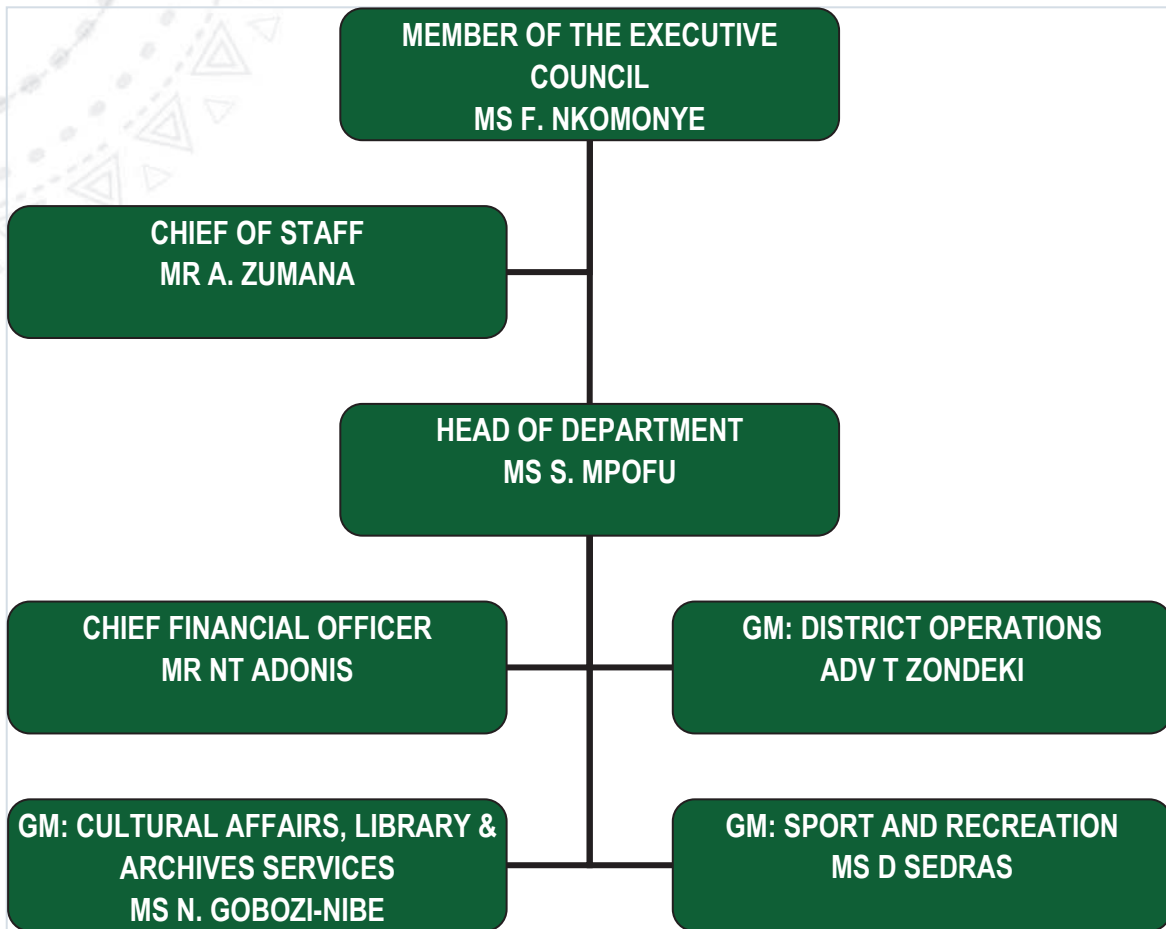 MEMBER OF THE EXECUTIVE
COUNCIL
MS F. NKOMONYE
CHIEF OF STAFF
MR A. ZUMANA
HEAD OF DEPARTMENT
MS S. MPOFU
CHIEF FINANCIAL OFFICER
MR NT ADONIS
GM: DISTRICT OPERATIONS
ADV T ZONDEKI
GM: CULTURAL AFFAIRS, LIBRARY &
ARCHIVES SERVICES
MS N. GOBOZI-NIBE
GM: SPORT AND RECREATION
MS D SEDRAS